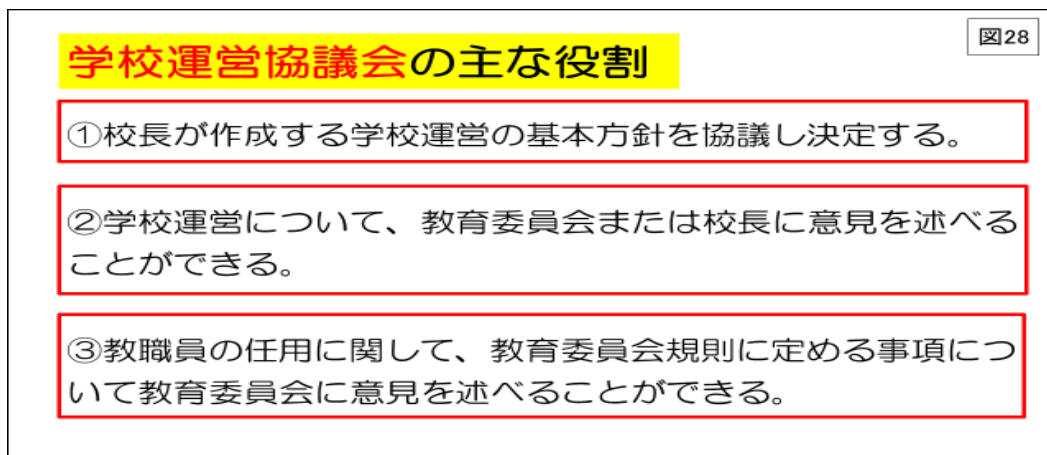 図28
学校運営協議会の主な役割
①校長が作成する学校運営の基本方針を協議し決定する。
②学校運営について、教育委員会または校長に意見を述べる
ことができる。
③教職員の任用に関して、教育委員会規則に定める事項につ
いて教育委員会に意見を述べることができる。